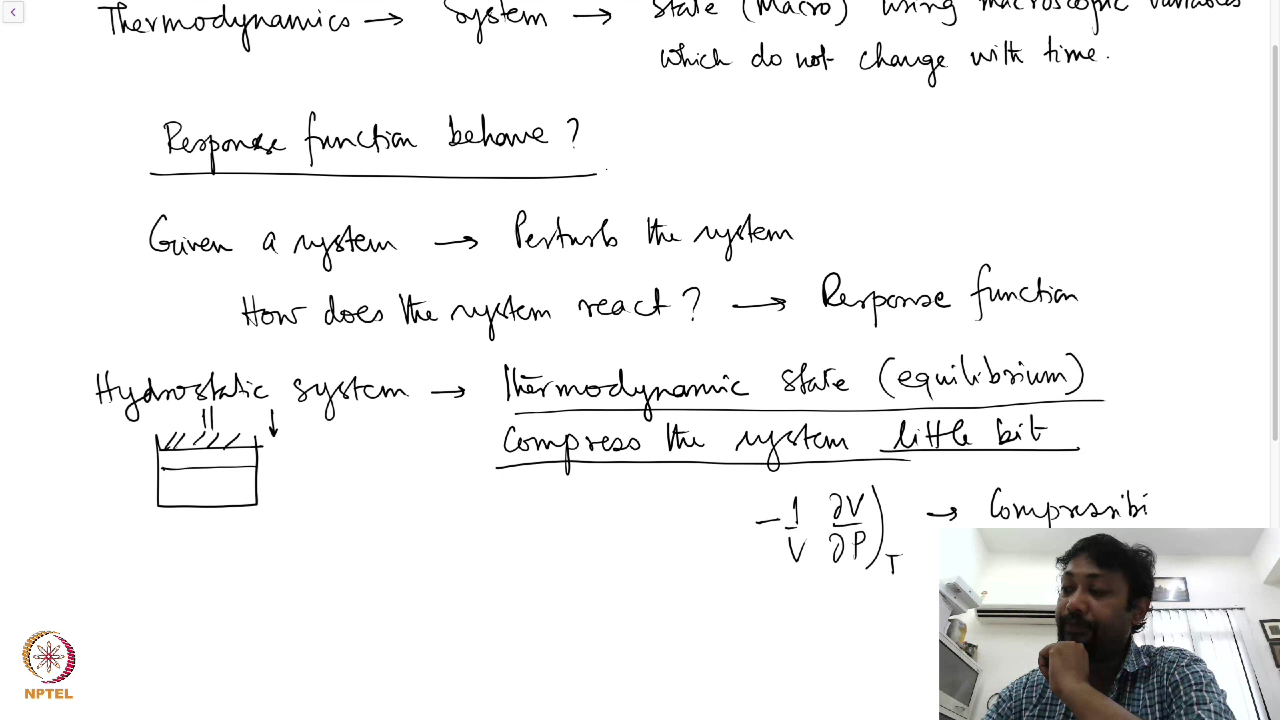 Thermodynamics → System → State (Macro) using macroscopic variables
which do not change with time.
Response function behave?
Given a system → Perturb the system
How does the system react? → Response function
Hydrostatic system → Thermodynamic state (equilibrium)
Compress the system little bit
-1/V ∂V/∂P)_T → Compressibi
NPTEL